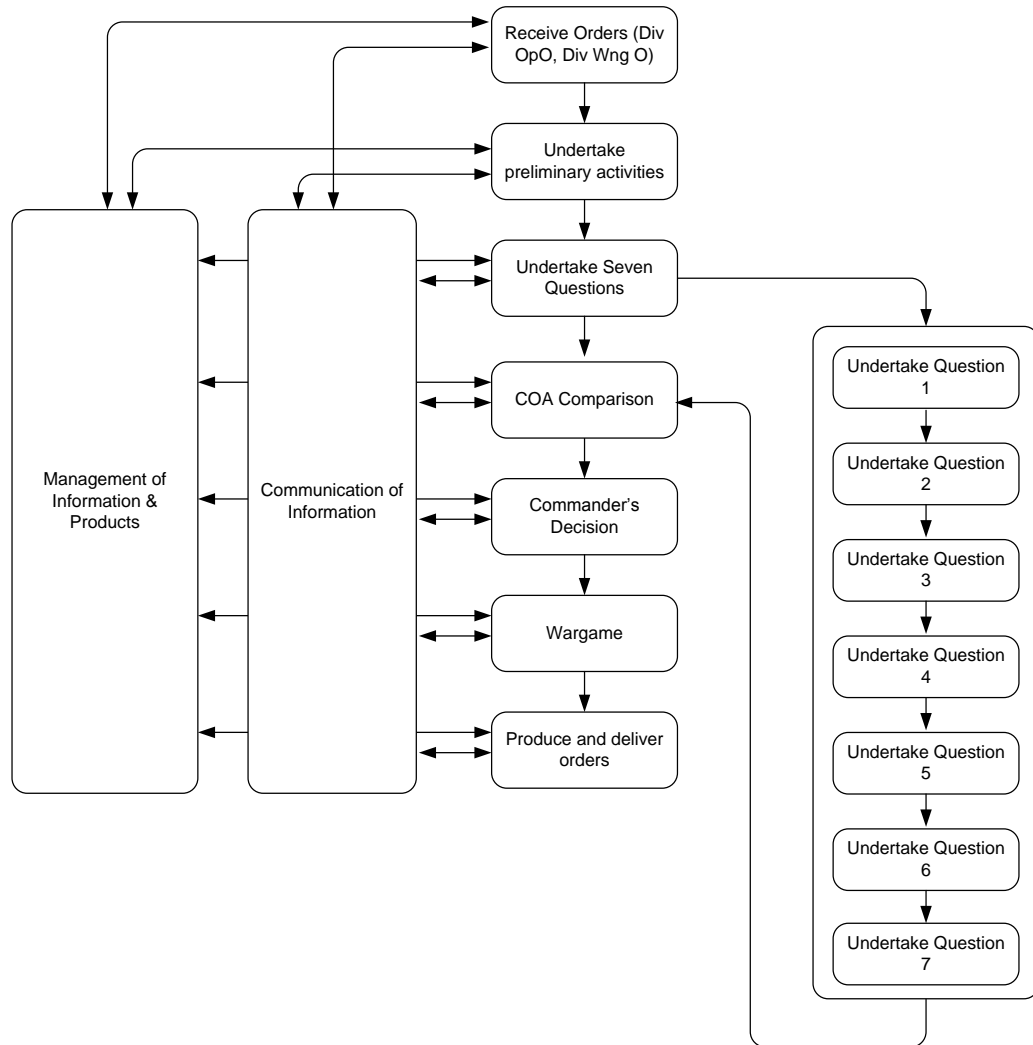 Receive Orders (Div
OpO, Div Wng O)
Undertake
preliminary activities
Undertake Seven
Questions
COA Comparison
Commander's
Decision
Wargame
Produce and deliver
orders
Management of
Information &
Products
Communication of
Information
Undertake Question
1
Undertake Question
2
Undertake Question
3
Undertake Question
4
Undertake Question
5
Undertake Question
6
Undertake Question
7